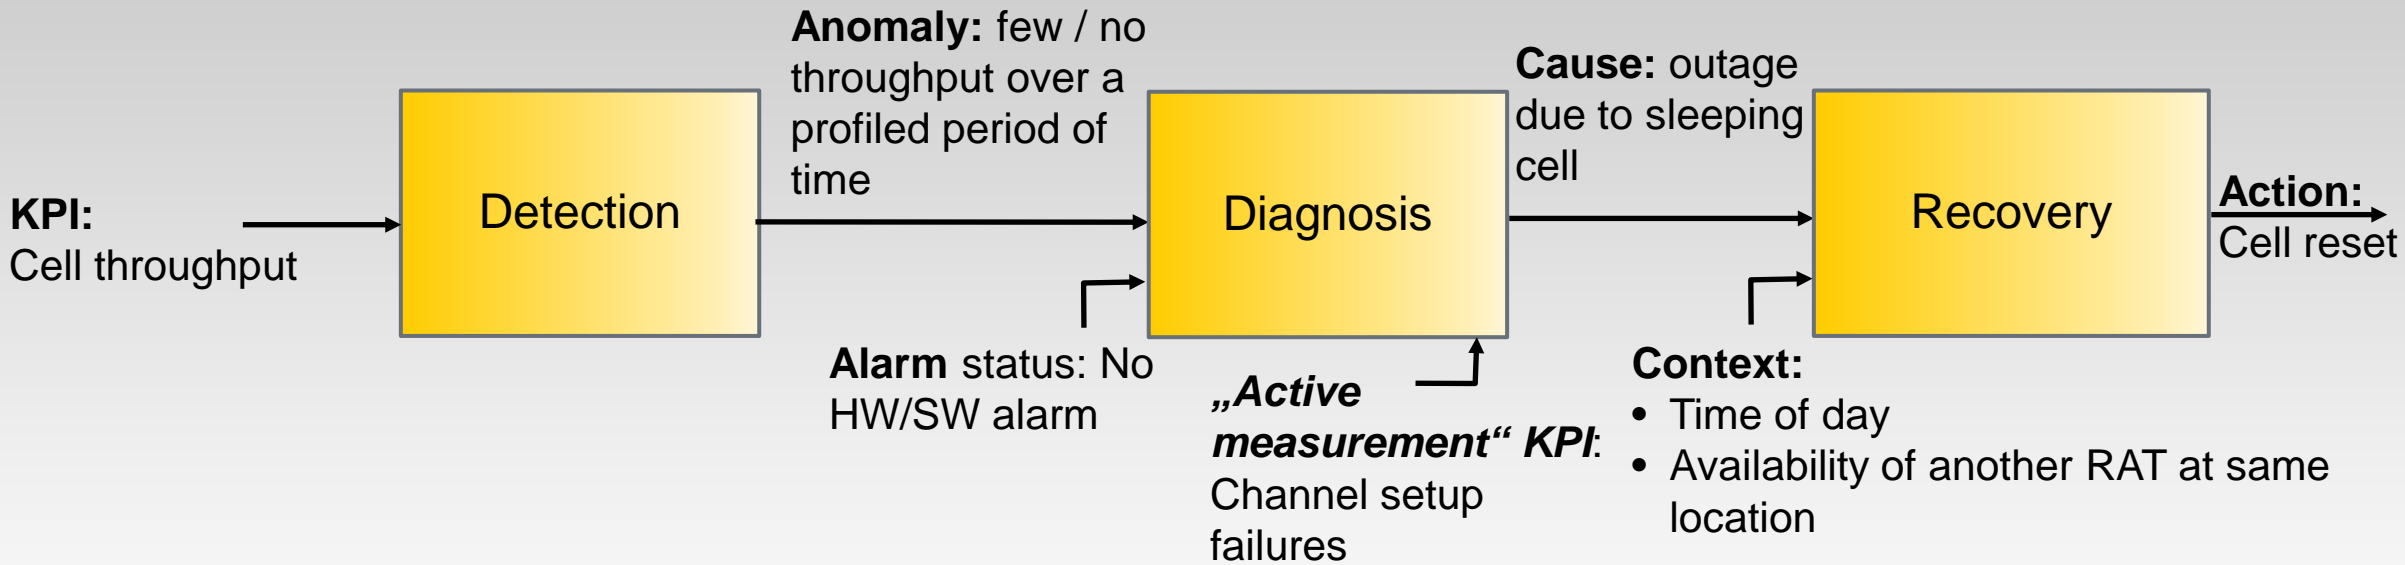 KPI:
Cell throughput
Detection
Anomaly: few / no
throughput over a
profiled period of
time
Alarm status: No
HW/SW alarm
Diagnosis
„Active
measurement“ KPI:
Channel setup
failures
Cause: outage
due to sleeping
cell
Recovery
Context:
• Time of day
• Availability of another RAT at same
location
Action:
Cell reset